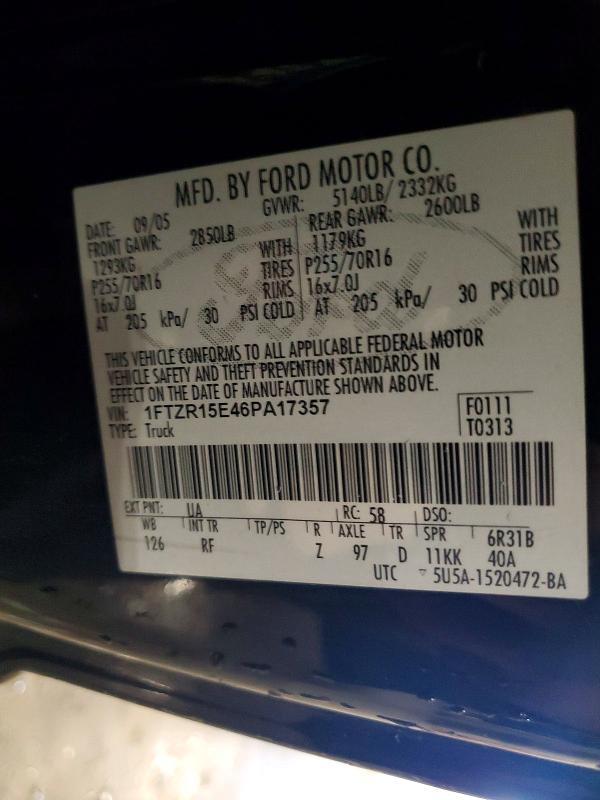 MFD. BY FORD MOTOR CO.
DATE: 09/05 GVWR: 5140LB/ 2332KG
FRONT GAWR: 2850LB REAR GAWR: 2600LB
1293KG WITH 1179KG WITH
P255/70R16 TIRES P255/70R16 TIRES
16x7.0J RIMS 16x7.0J RIMS
AT 205 kPa/ 30 PSI COLD AT 205 kPa/ 30 PSI COLD
THIS VEHICLE CONFORMS TO ALL APPLICABLE FEDERAL MOTOR
VEHICLE SAFETY AND THEFT PREVENTION STANDARDS IN
EFFECT ON THE DATE OF MANUFACTURE SHOWN ABOVE.
VIN: 1FTZR15E46PA17357 F0111
TYPE: Truck T0313
EXT PNT: UA RC: 58 DSO:
WB INT TR TP/PS R AXLE TR SPR 6R31B
126 RF Z 97 D 11KK 40A
UTC ▽ 5U5A-1520472-BA